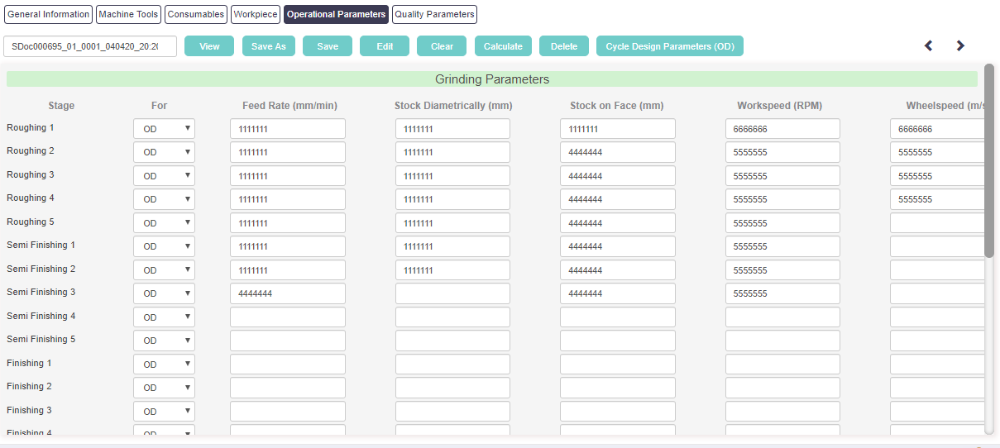 General Information Machine Tools Consumables Workpiece Operational Parameters Quality Parameters
SDoc000695_01_0001_040420_20:20 View Save As Save Edit Clear Calculate Delete Cycle Design Parameters (OD)
Grinding Parameters
Stage For Feed Rate (mm/min) Stock Diametrically (mm) Stock on Face (mm) Workspeed (RPM) Wheelspeed (m/s
Roughing 1 OD 1111111 1111111 1111111 6666666 6666666
Roughing 2 OD 1111111 1111111 4444444 5555555 5555555
Roughing 3 OD 1111111 1111111 4444444 5555555 5555555
Roughing 4 OD 1111111 1111111 4444444 5555555 5555555
Roughing 5 OD 1111111 1111111 4444444 5555555
Semi Finishing 1 OD 1111111 1111111 4444444 5555555
Semi Finishing 2 OD 1111111 1111111 4444444 5555555
Semi Finishing 3 OD 4444444 4444444 5555555
Semi Finishing 4 OD
Semi Finishing 5 OD
Finishing 1 OD
Finishing 2 OD
Finishing 3 OD
Finishing 4 OD